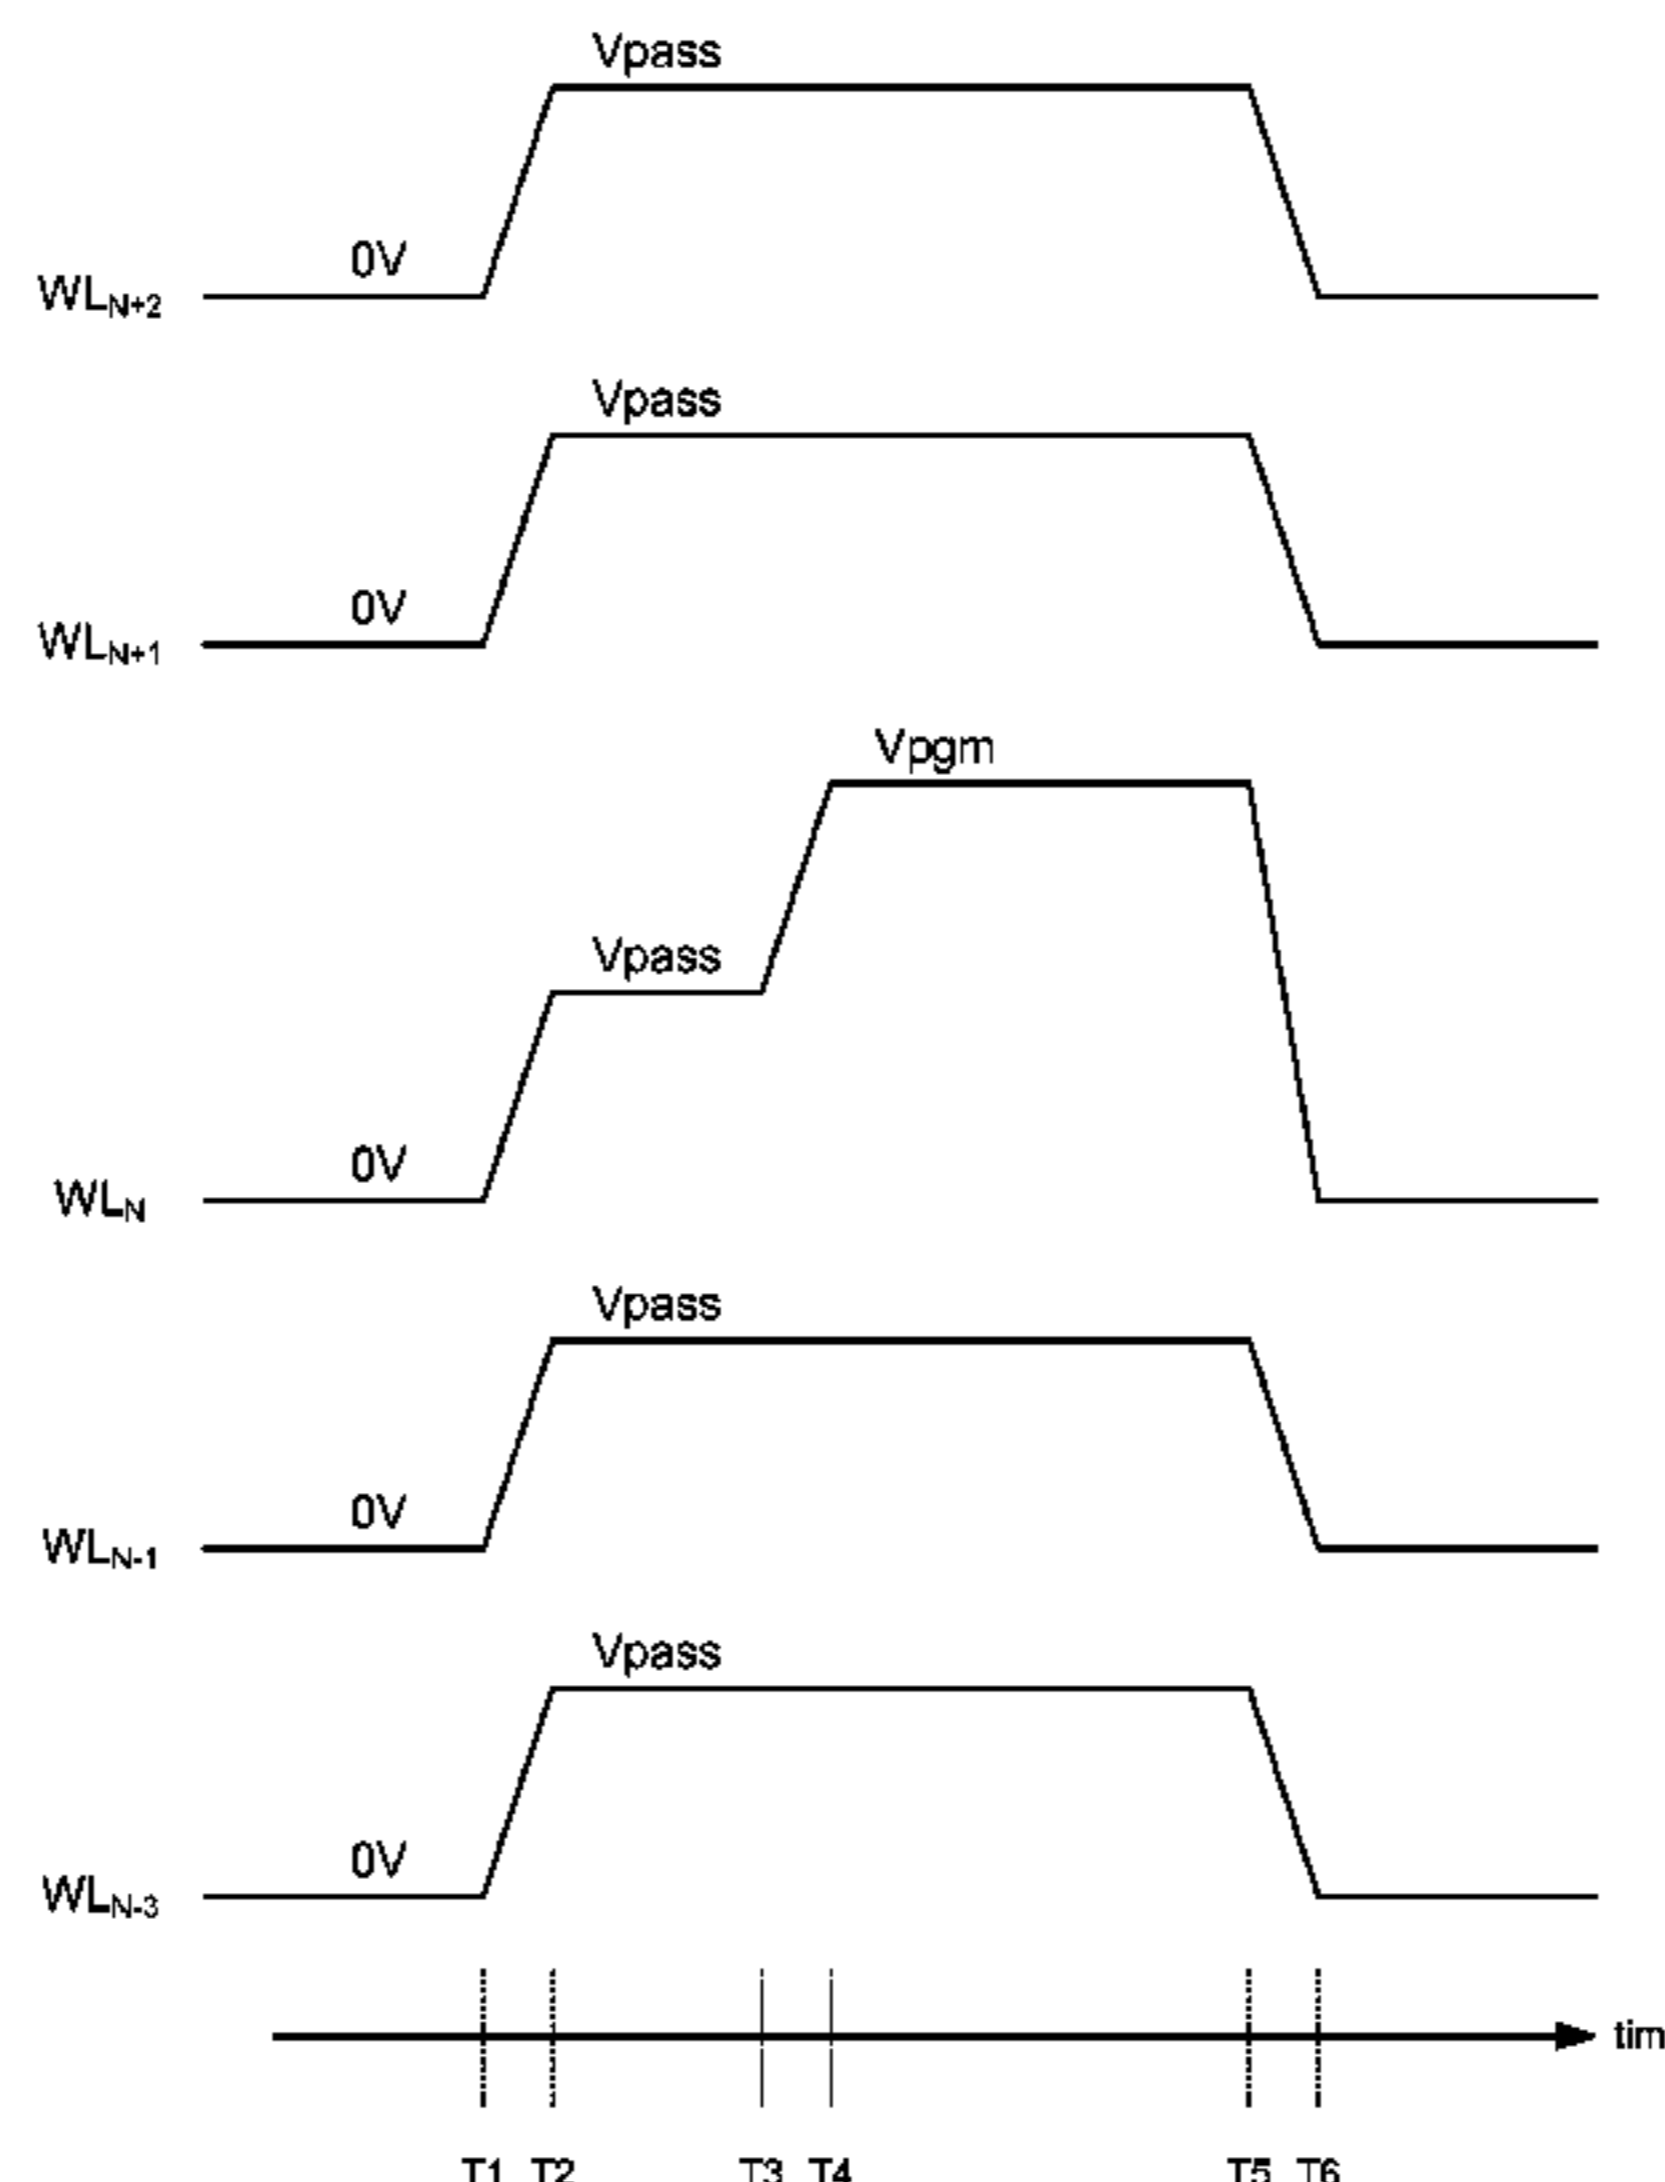 Vpass
0V
WLN+2
Vpass
0V
WLN+1
Vpgm
Vpass
0V
WLN
Vpass
0V
WLN-1
Vpass
0V
WLN-3
tim
T1 T2 T3 T4 T5 T6